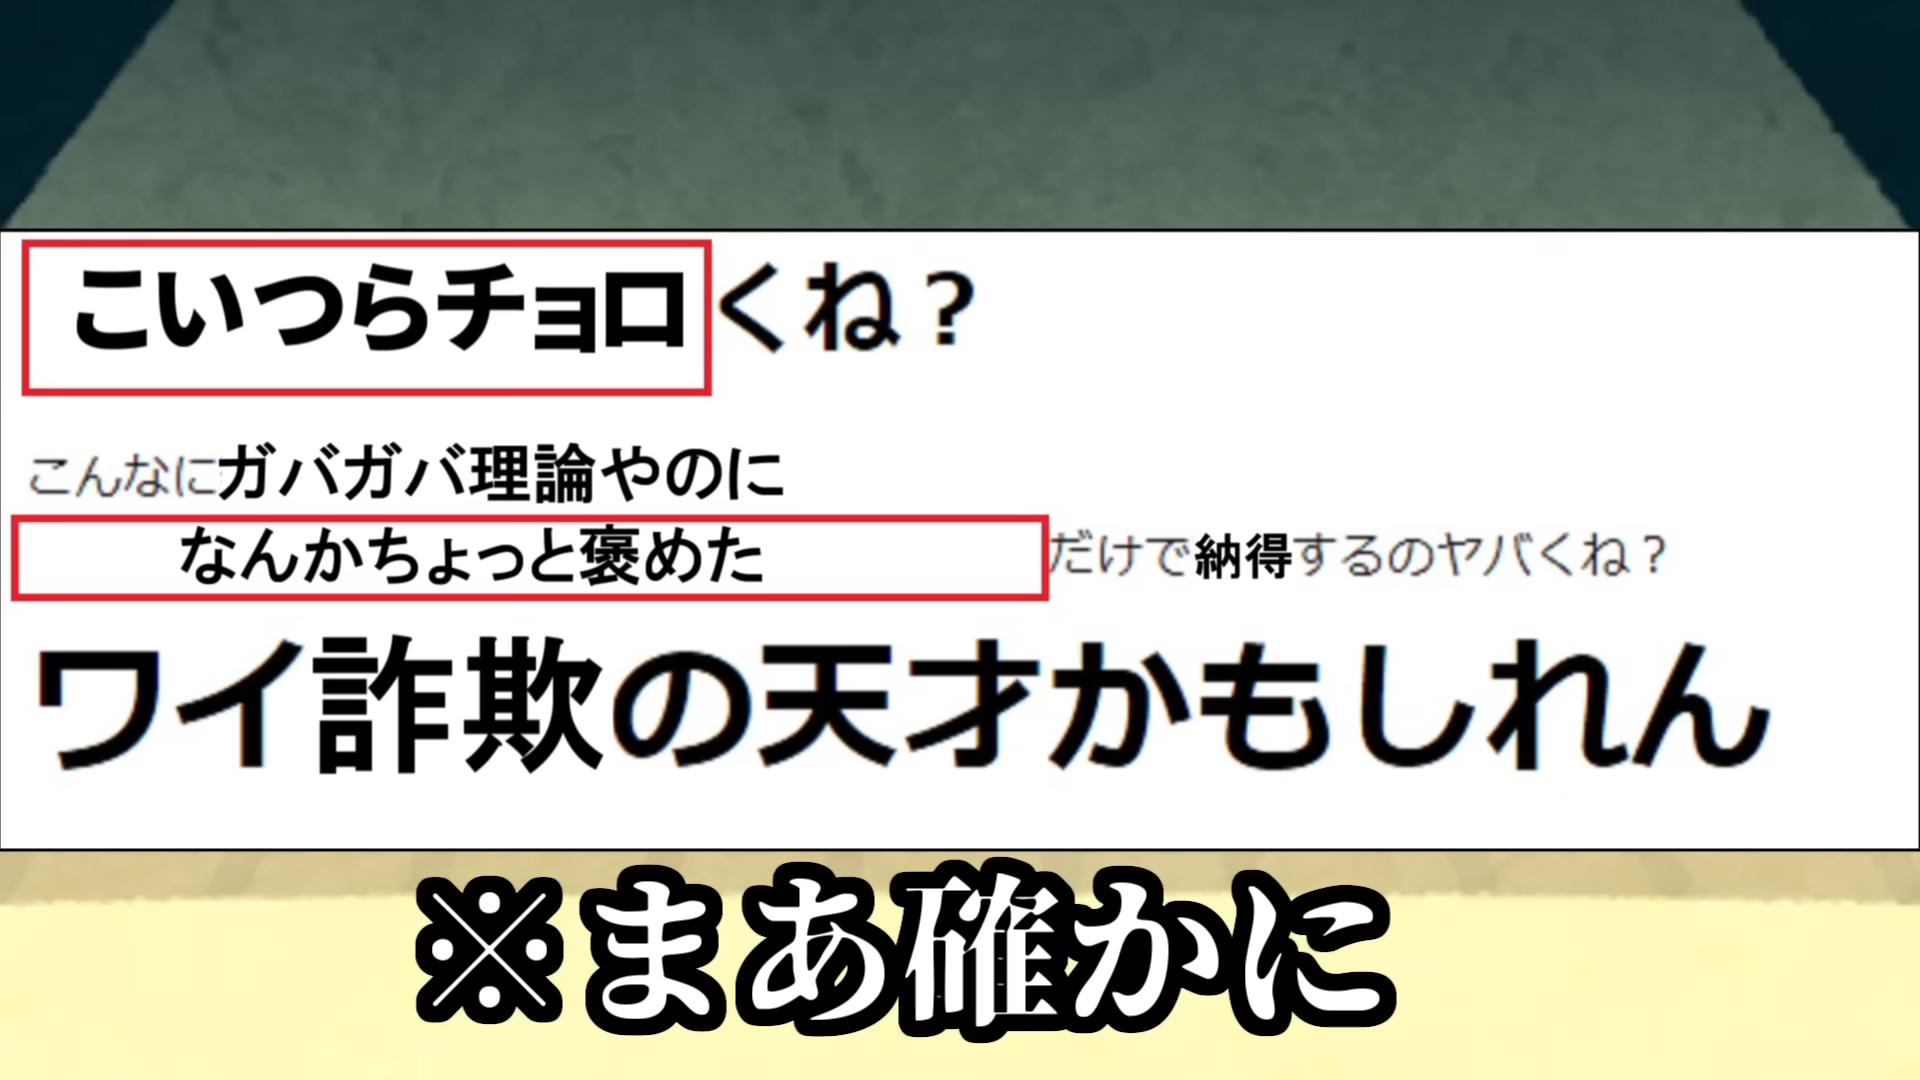 こいつらチョロくね？
こんなにガバガバ理論やのに
なんかちょっと褒めただけで納得するのヤバくね？
ワイ詐欺の天才かもしれん
※まあ確かに